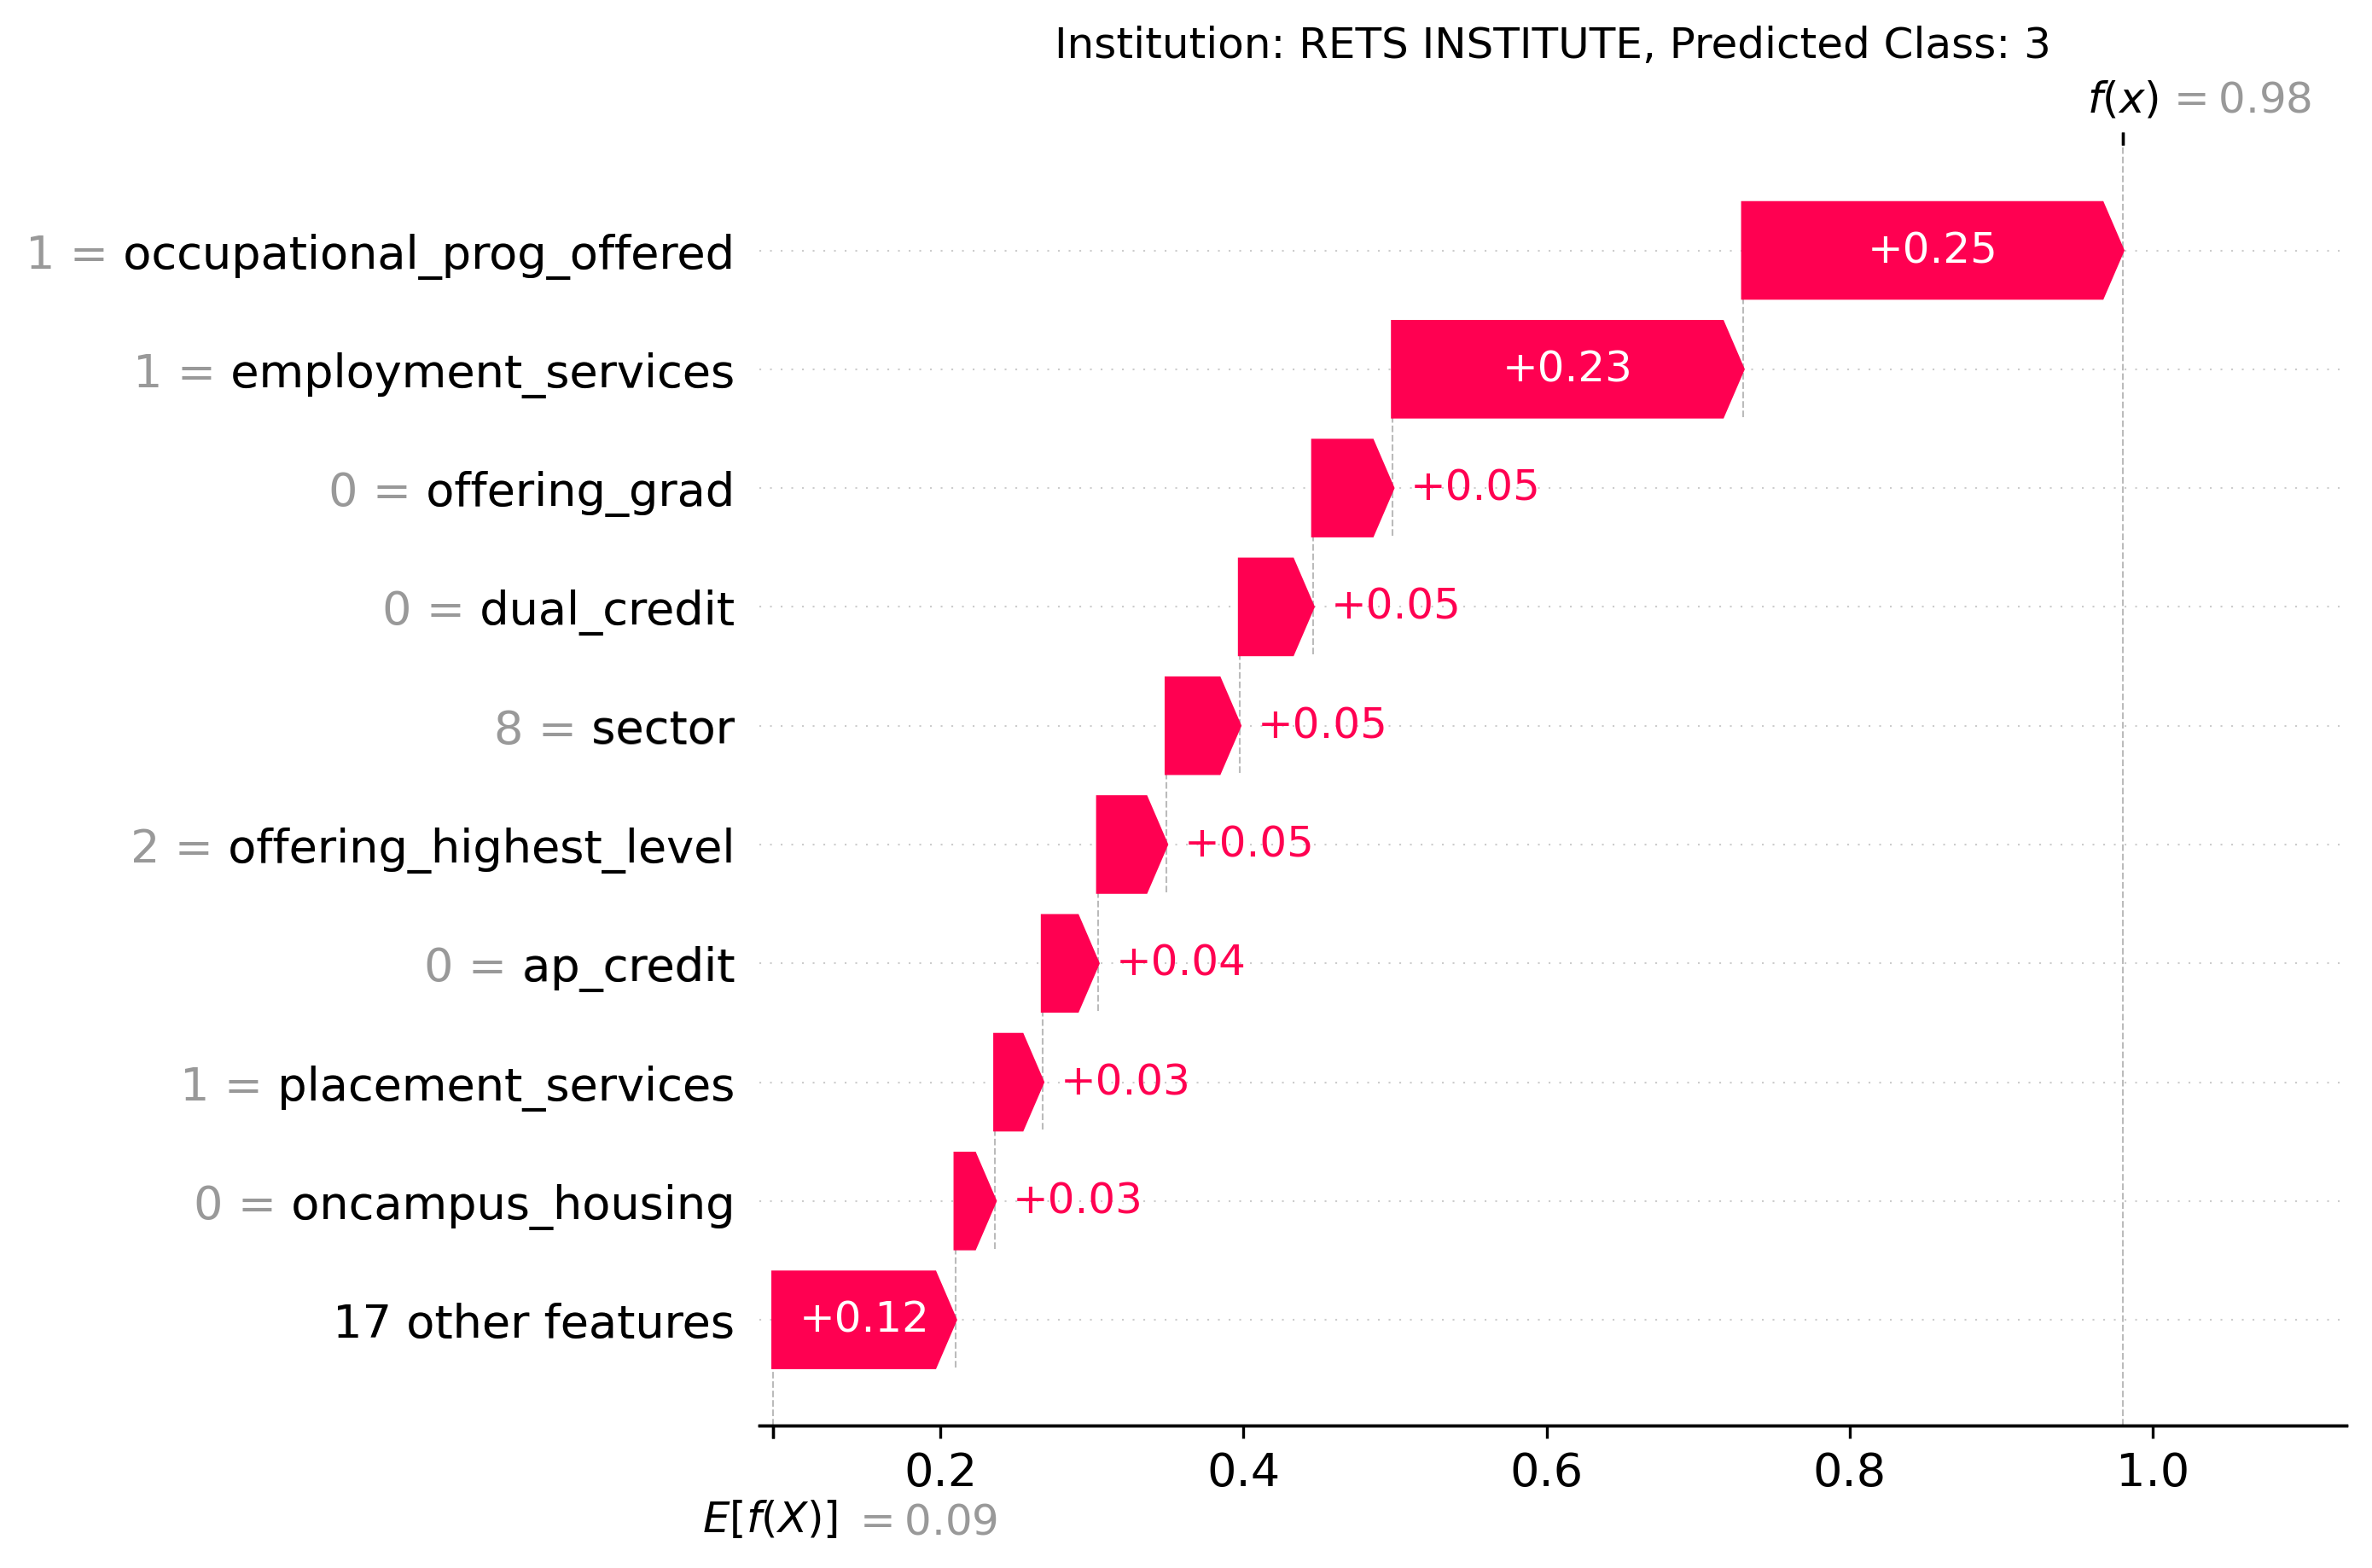 Institution: RETS INSTITUTE, Predicted Class: 3
f(x) = 0.98
1 = occupational_prog_offered +0.25
1 = employment_services +0.23
0 = offering_grad +0.05
0 = dual_credit +0.05
8 = sector +0.05
2 = offering_highest_level +0.05
0 = ap_credit +0.04
1 = placement_services +0.03
0 = oncampus_housing +0.03
17 other features +0.12
0.2 0.4 0.6 0.8 1.0
E[f(X)] = 0.09